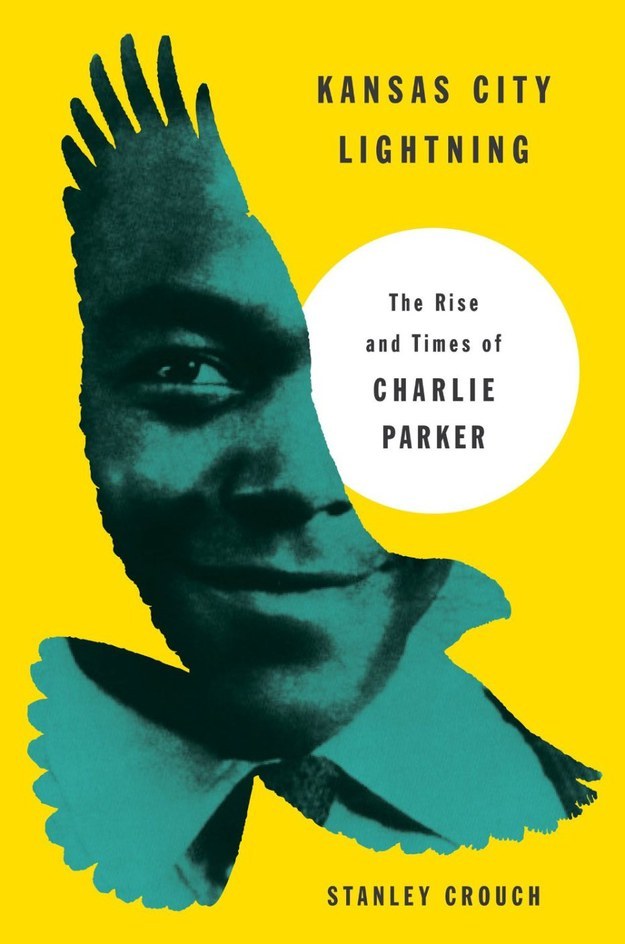 KANSAS CITY
LIGHTNING
The Rise
and Times of
CHARLIE
PARKER
STANLEY CROUCH